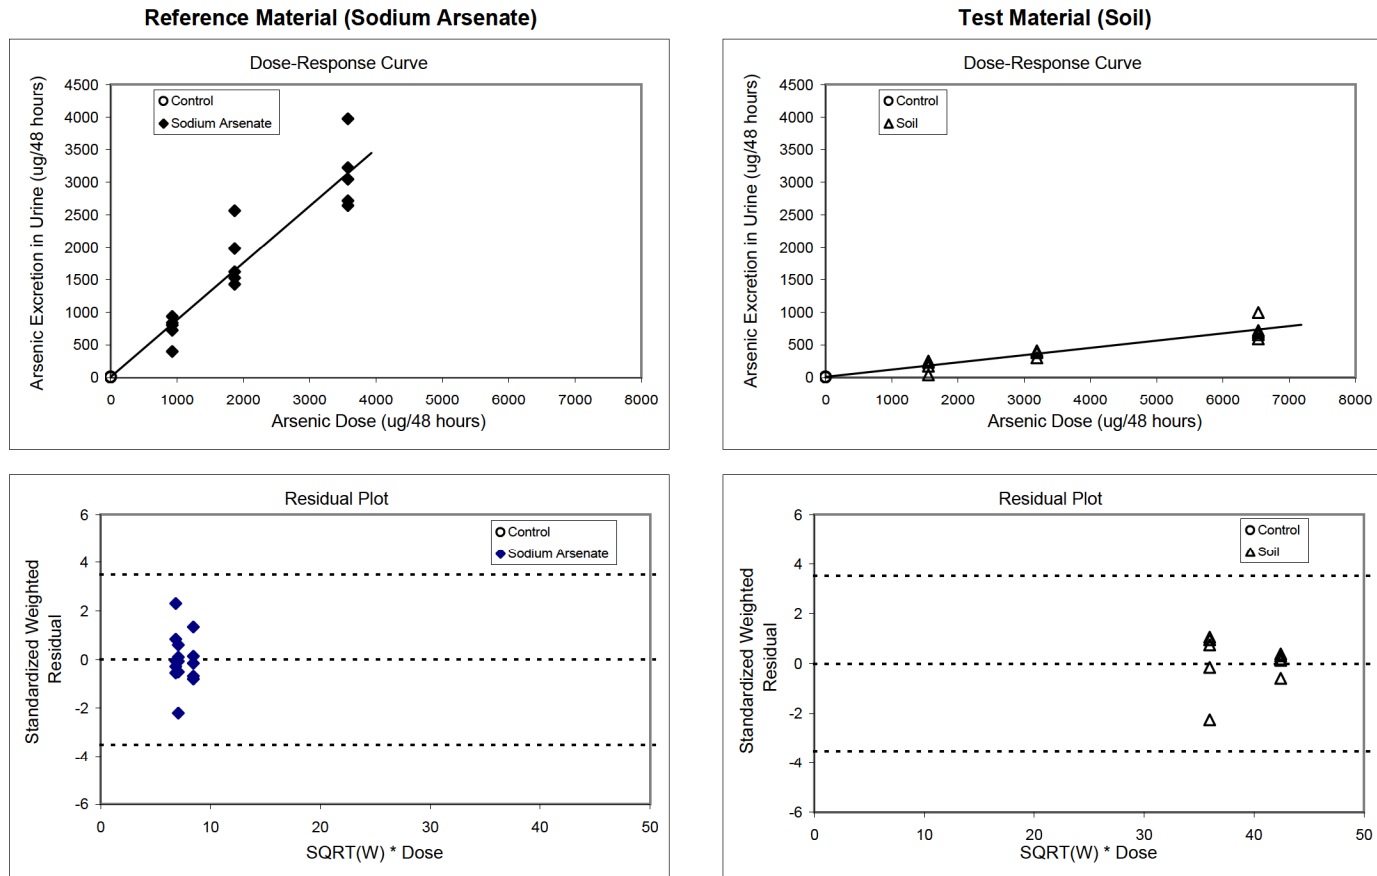 Reference Material (Sodium Arsenate)
Dose-Response Curve
Arsenic Excretion in Urine (ug/48 hours)
4500
4000
3500
3000
2500
2000
1500
1000
500
0
Control
Sodium Arsenate
0 1000 2000 3000 4000 5000 6000 7000 8000
Arsenic Dose (ug/48 hours)
Test Material (Soil)
Dose-Response Curve
Arsenic Excretion in Urine (ug/48 hours)
4500
4000
3500
3000
2500
2000
1500
1000
500
0
Control
Soil
0 1000 2000 3000 4000 5000 6000 7000 8000
Arsenic Dose (ug/48 hours)
Residual Plot
Standardized Weighted
Residual
6
4
2
0
-2
-4
-6
Control
Sodium Arsenate
0 10 20 30 40 50
SQRT(W) * Dose
Residual Plot
Standardized Weighted
Residual
6
4
2
0
-2
-4
-6
Control
Soil
0 10 20 30 40 50
SQRT(W) * Dose